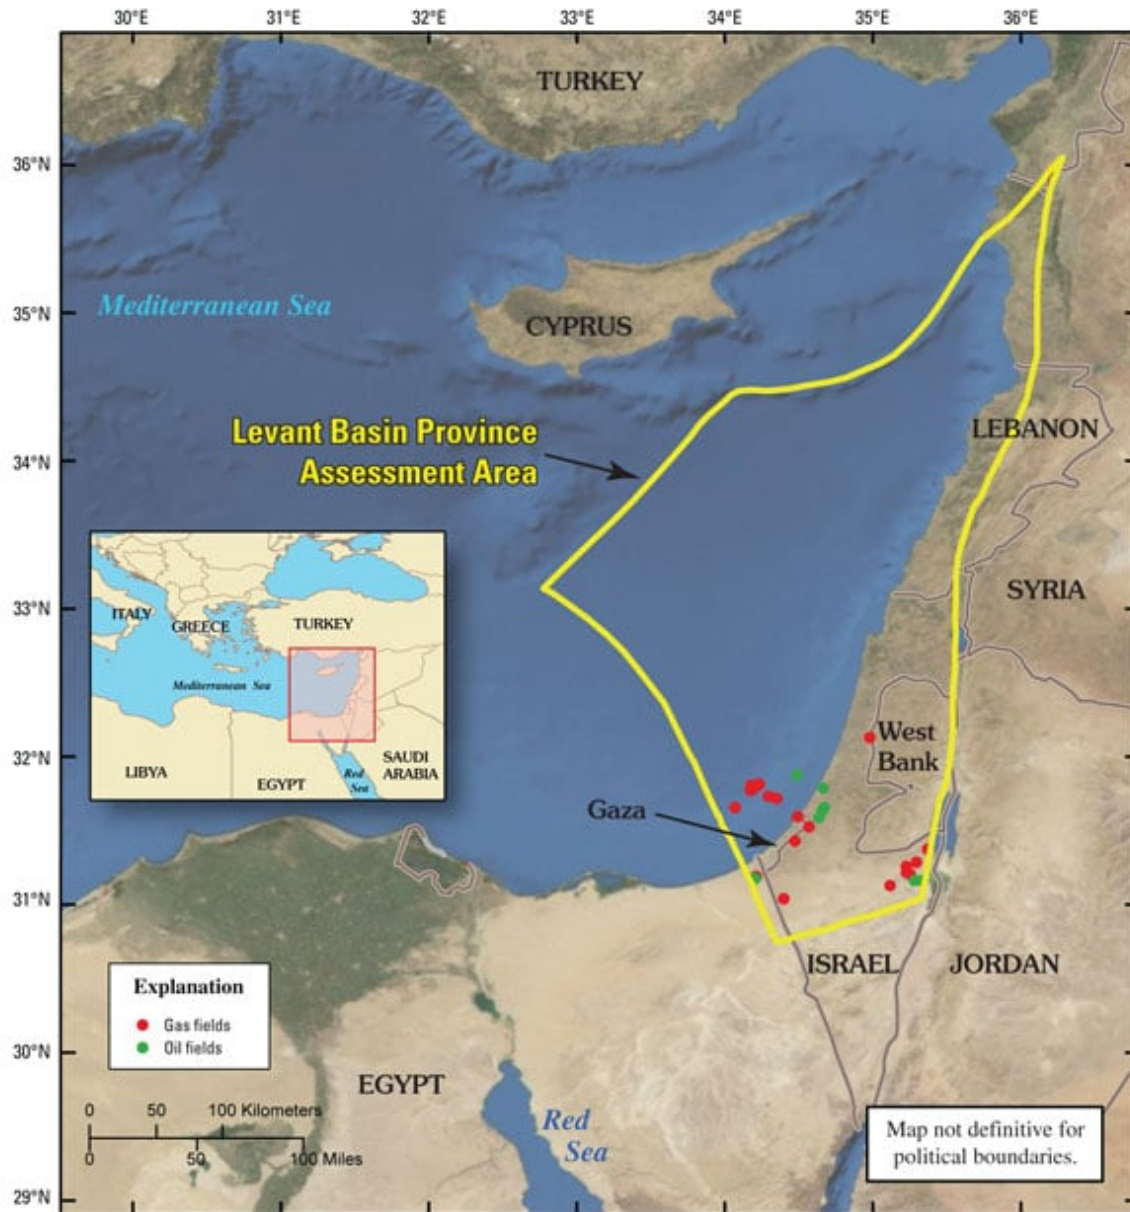 30°E 31°E 32°E 33°E 34°E 35°E 36°E
TURKEY
36°N
Mediterranean Sea
35°N
CYPRUS
Levant Basin Province
Assessment Area
LEBANON
34°N
33°N
SYRIA
ITALY
GREECE
TURKEY
Mediterranean Sea
LIBYA
EGYPT
Red
Sea
SAUDI
ARABIA
32°N
West
Bank
Gaza
31°N
ISRAEL
JORDAN
Explanation
Gas fields
Oil fields
30°N
EGYPT
0 50 100 Kilometers
0 50 100 Miles
Red
Sea
Map not definitive for
political boundaries.
29°N